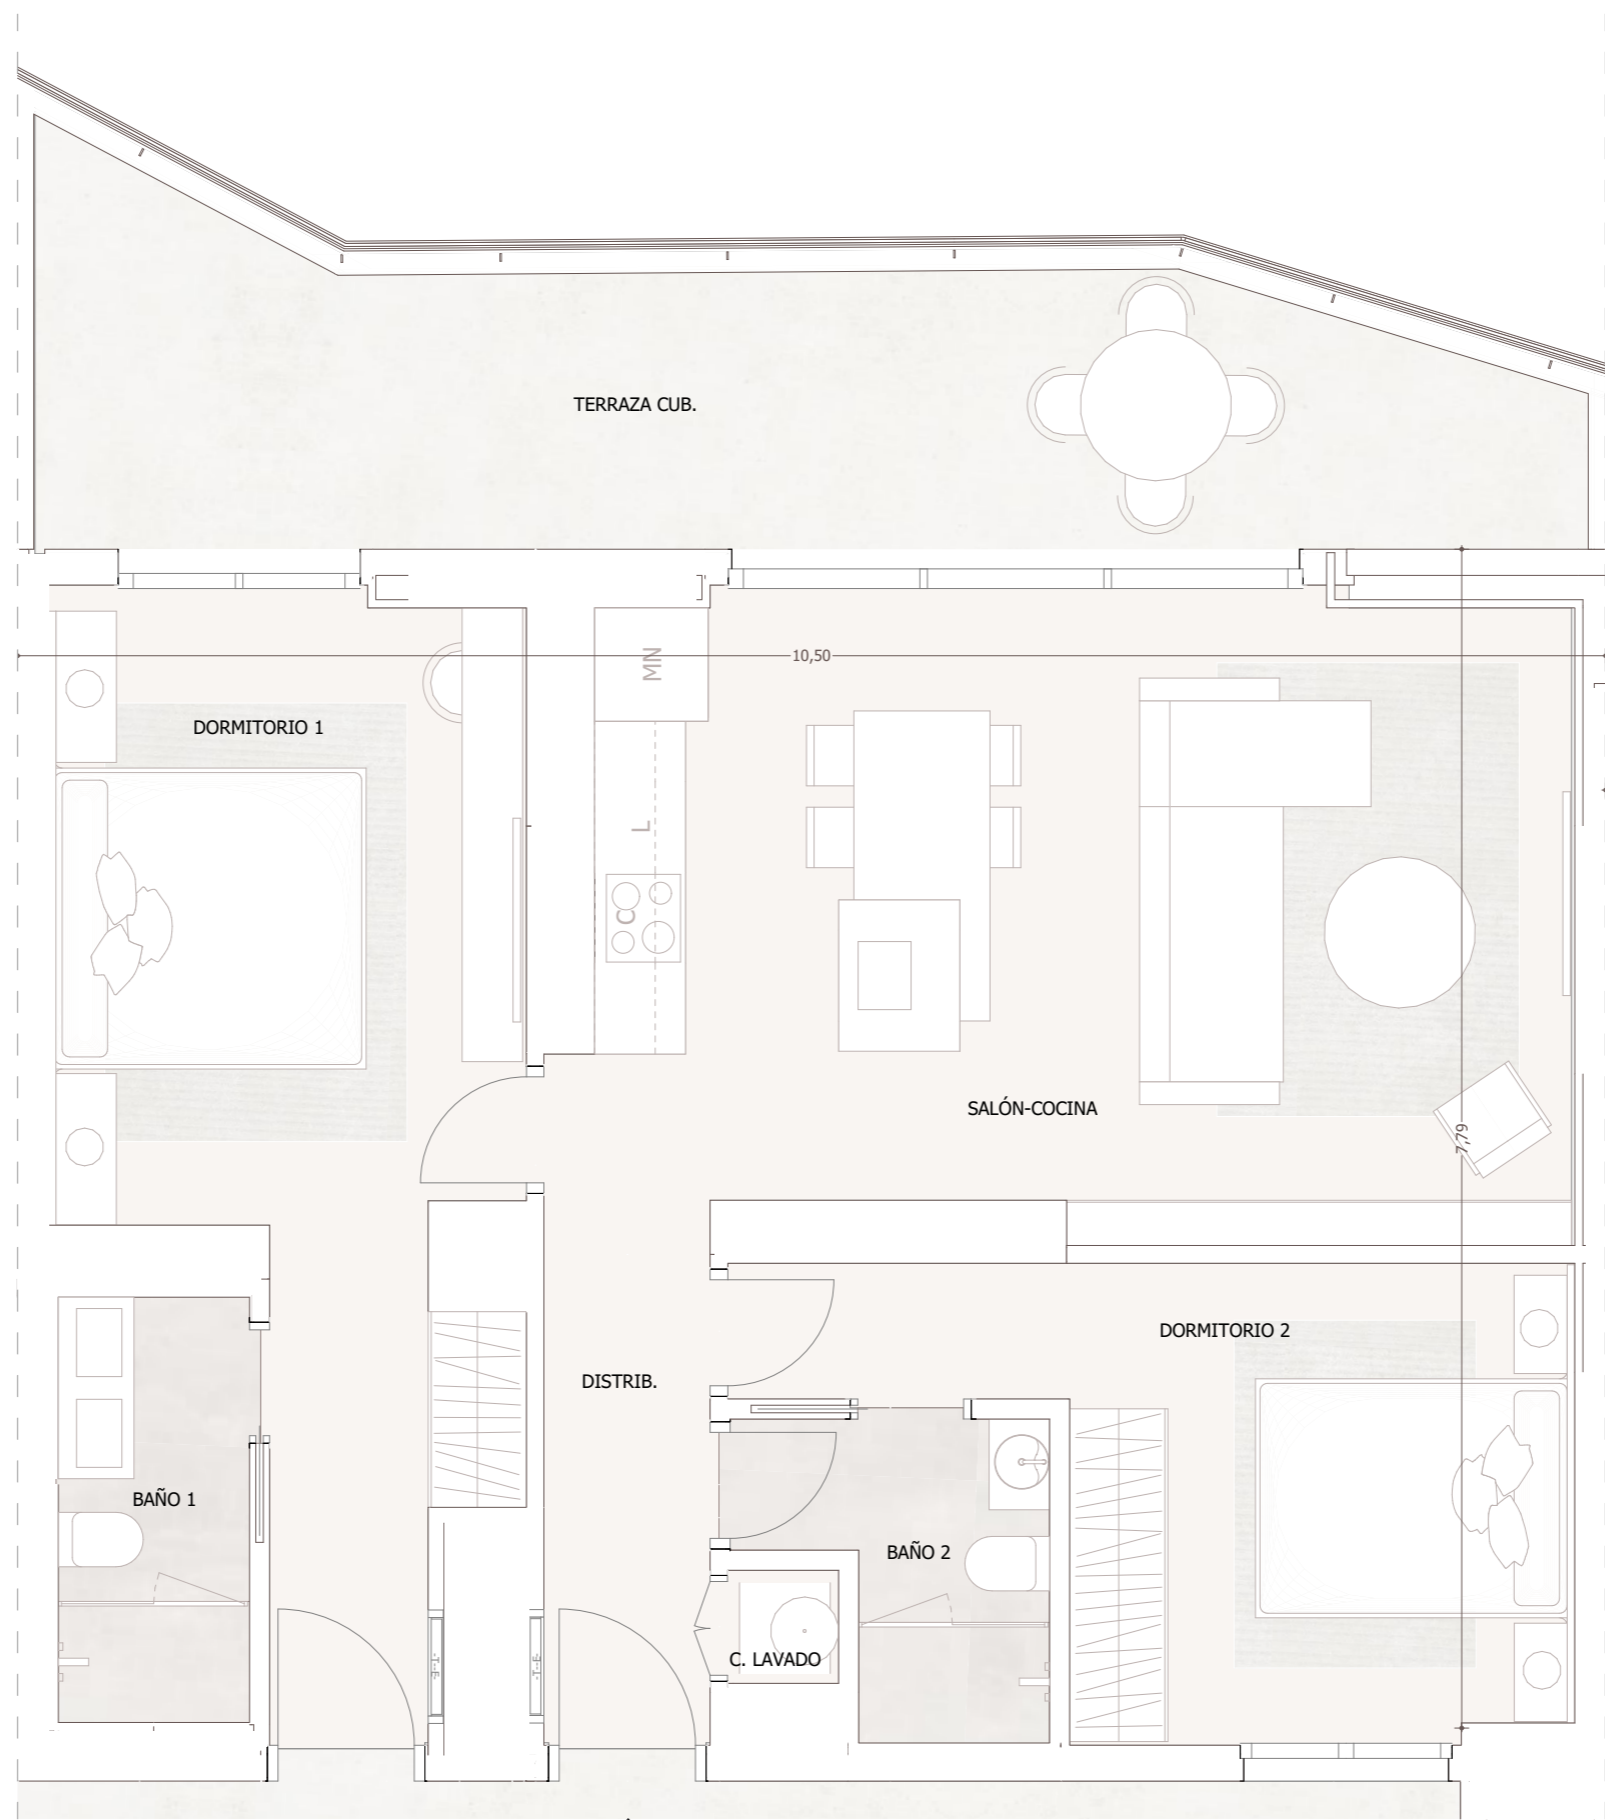 TERRAZA CUB.
10,50
MN
DORMITORIO 1
L
C
SALÓN-COCINA
7,79
DORMITORIO 2
DISTRIB.
BAÑO 1
BAÑO 2
C. LAVADO